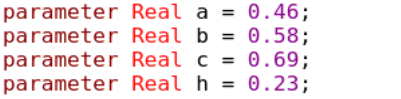 parameter Real a = 0.46;
parameter Real b = 0.58;
parameter Real c = 0.69;
parameter Real h = 0.23;